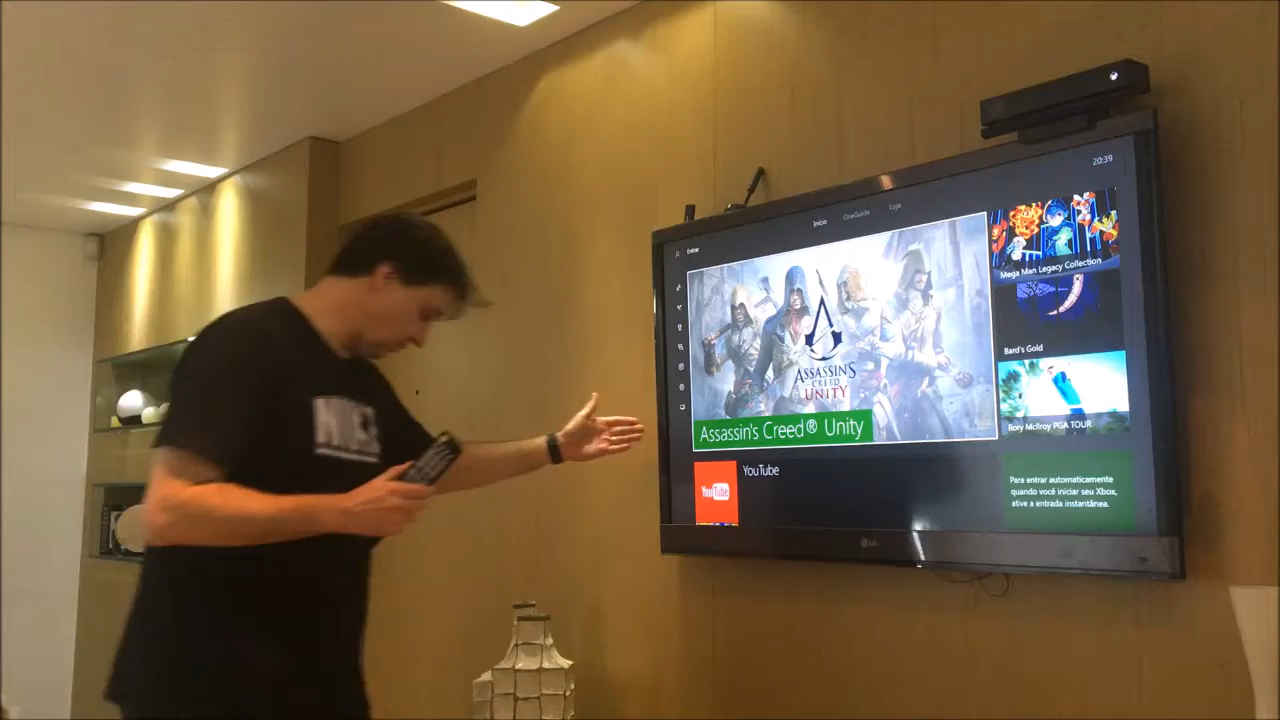 20:39
Início OneGuide Loja
Entrar
ASSASSIN'S
CREED
UNITY
Assassin's Creed® Unity
Mega Man Legacy Collection
Bard's Gold
Rory McIlroy PGA TOUR
YouTube
YouTube
Para entrar automaticamente
quando você iniciar seu Xbox,
ative a entrada instantânea.
LG